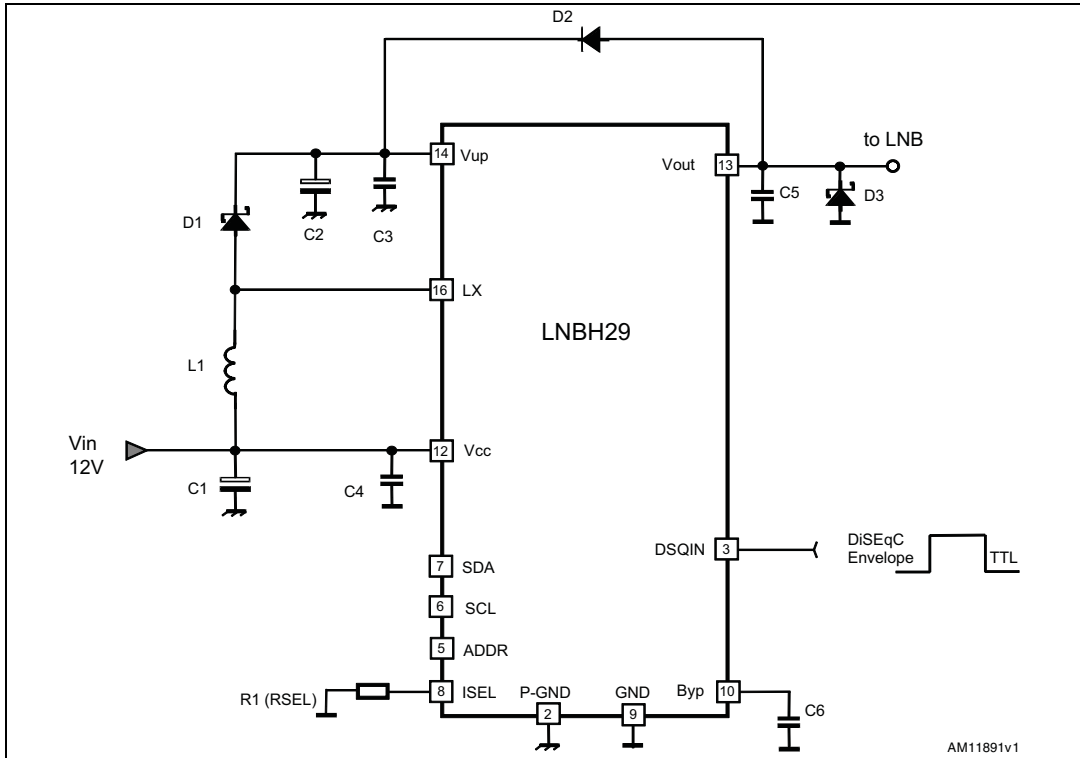 D2
to LNB
14 Vup
Vout 13
D1
C2
C3
C5
D3
16 LX
LNBH29
L1
Vin
12V
12 Vcc
C1
C4
DSQIN 3
DiSEqC
Envelope
TTL
7 SDA
6 SCL
5 ADDR
R1 (RSEL)
8 ISEL
P-GND
2
GND
9
Byp 10
C6
AM11891v1